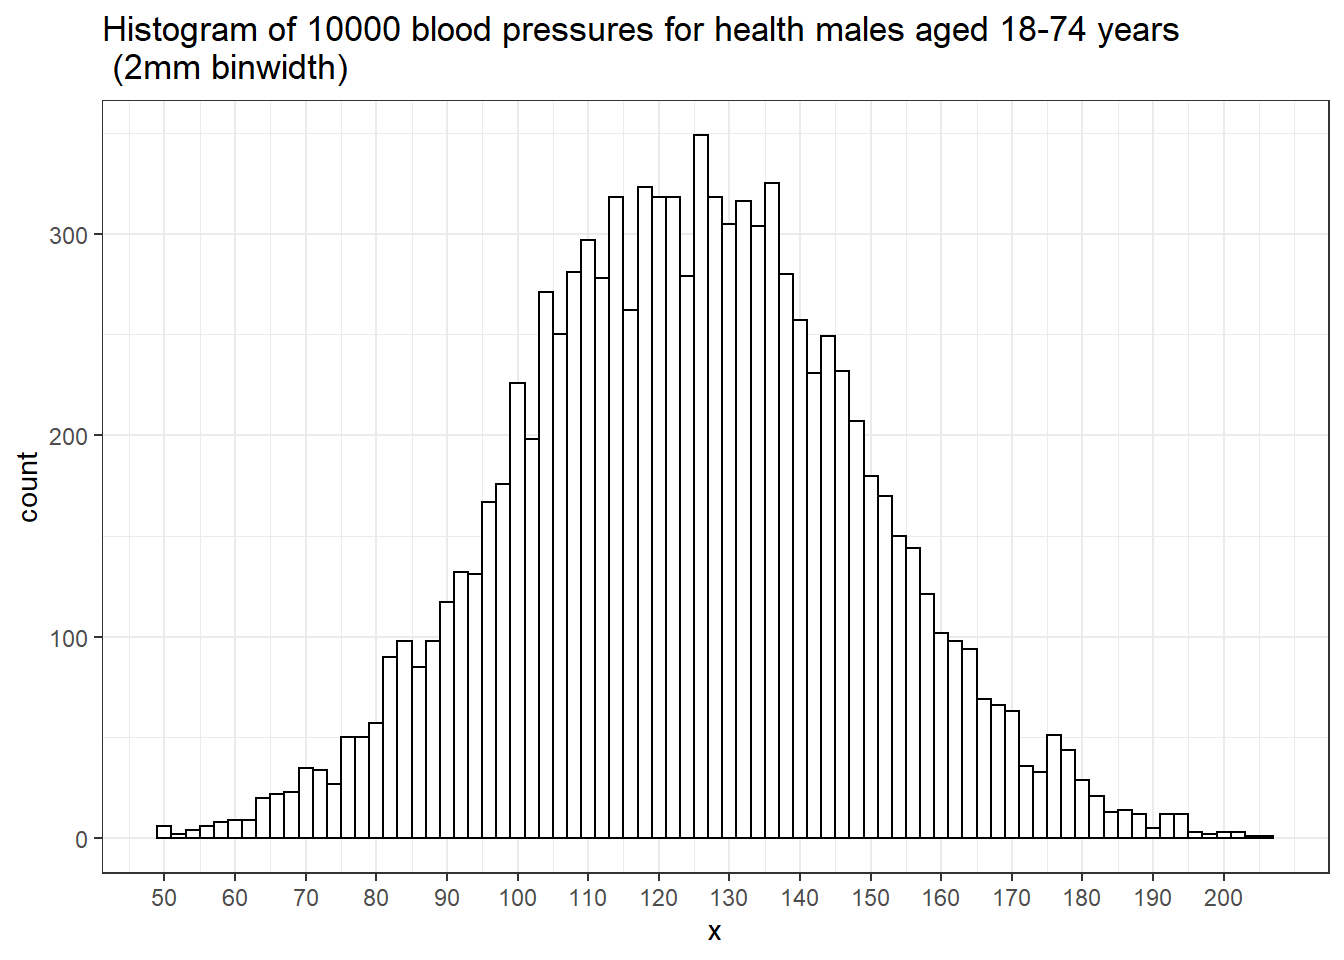 Histogram of 10000 blood pressures for health males aged 18-74 years
(2mm binwidth)
300
200
100
0
count
50 60 70 80 90 100 110 120 130 140 150 160 170 180 190 200
x